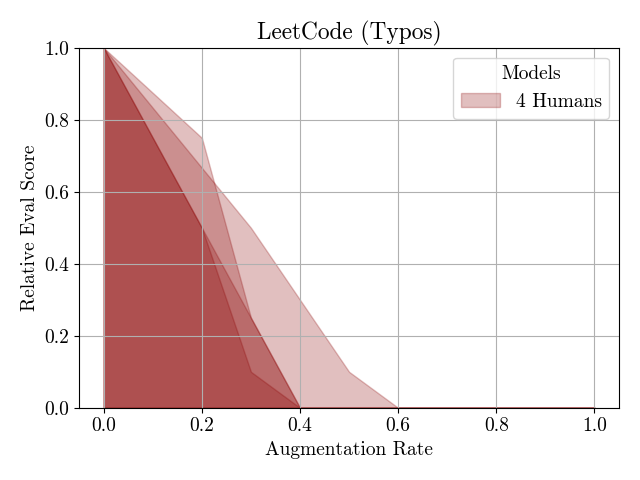 LeetCode (Typos)
Models
4 Humans
Relative Eval Score
1.0
0.8
0.6
0.4
0.2
0.0
0.0 0.2 0.4 0.6 0.8 1.0
Augmentation Rate